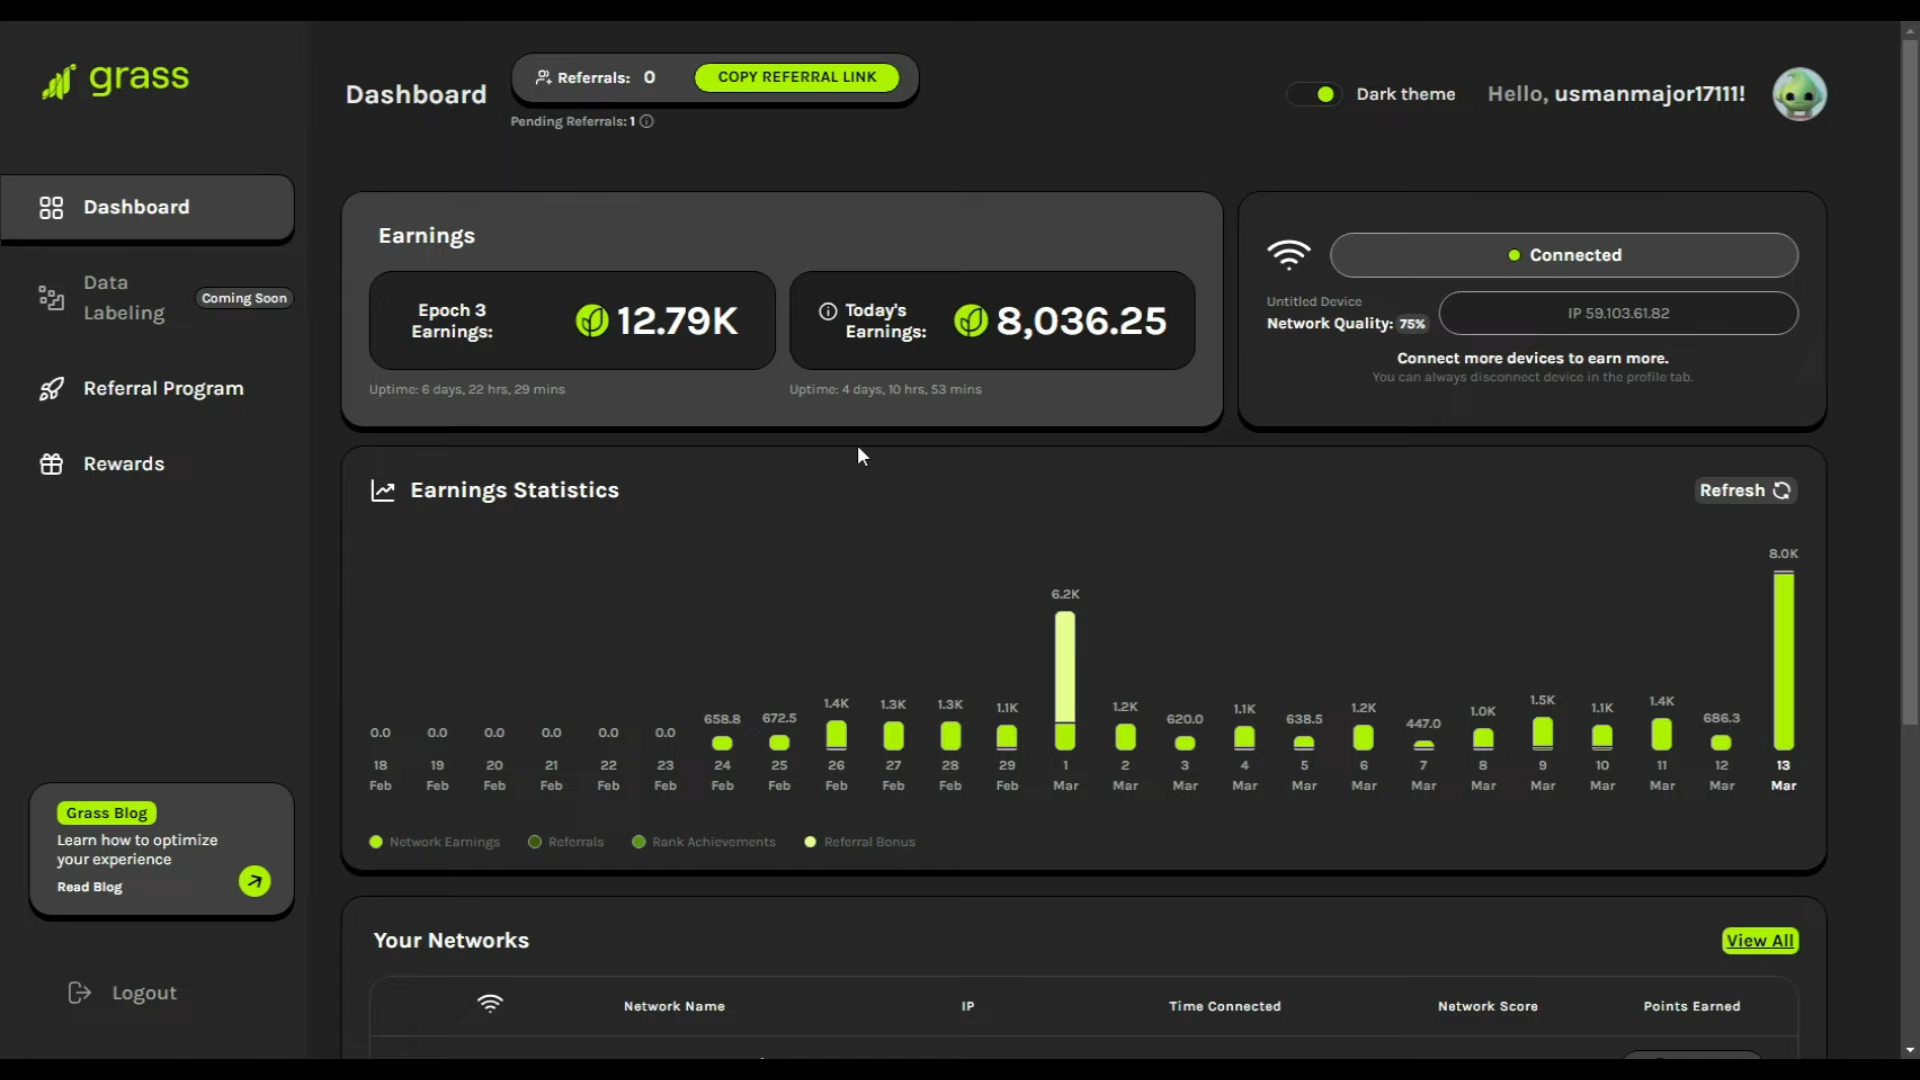 grass
Dashboard
Referrals: 0
COPY REFERRAL LINK
Pending Referrals: 1
Dark theme
Hello, usmanmajor17111!
Dashboard
Data
Labeling
Coming Soon
Referral Program
Rewards
Grass Blog
Learn how to optimize
your experience
Read Blog
Logout
Earnings
Epoch 3
Earnings:
12.79K
Uptime: 6 days, 22 hrs, 29 mins
Today's
Earnings:
8,036.25
Uptime: 4 days, 10 hrs, 53 mins
Connected
Untitled Device
Network Quality: 75%
IP 59.103.61.82
Connect more devices to earn more.
You can always disconnect device in the profile tab.
Earnings Statistics
Refresh
0.0 0.0 0.0 0.0 0.0 0.0 658.8 672.5 1.4K 1.3K 1.3K 1.1K 6.2K 1.2K 620.0 1.1K 638.5 1.2K 447.0 1.0K 1.5K 1.1K 1.4K 686.3 8.0K
18 19 20 21 22 23 24 25 26 27 28 29 1 2 3 4 5 6 7 8 9 10 11 12 13
Feb Feb Feb Feb Feb Feb Feb Feb Feb Feb Feb Feb Mar Mar Mar Mar Mar Mar Mar Mar Mar Mar Mar Mar Mar
Network Earnings Referrals Rank Achievements Referral Bonus
Your Networks
View All
Network Name IP Time Connected Network Score Points Earned